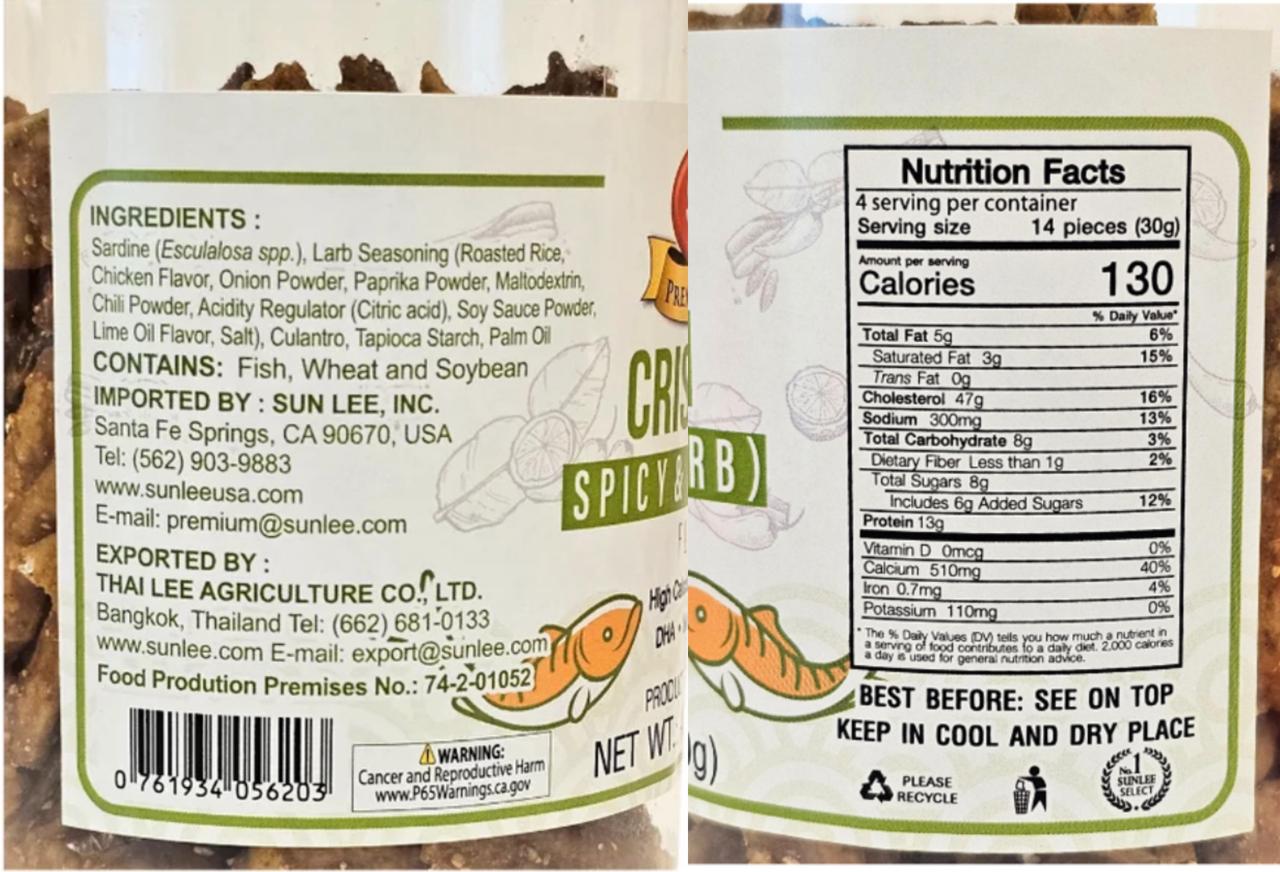 INGREDIENTS :
Sardine (Esculalosa spp.), Larb Seasoning (Roasted Rice,
Chicken Flavor, Onion Powder, Paprika Powder, Maltodextrin,
Chili Powder, Acidity Regulator (Citric acid), Soy Sauce Powder,
Lime Oil Flavor, Salt), Culantro, Tapioca Starch, Palm Oil
CONTAINS: Fish, Wheat and Soybean
IMPORTED BY : SUN LEE, INC.
Santa Fe Springs, CA 90670, USA
Tel: (562) 903-9883
www.sunleeusa.com
E-mail: premium@sunlee.com
EXPORTED BY :
THAI LEE AGRICULTURE CO., LTD.
Bangkok, Thailand Tel: (662) 681-0133
www.sunlee.com E-mail: export@sunlee.com
Food Prodution Premises No.: 74-2-01052
0 761934 056203
WARNING:
Cancer and Reproductive Harm
www.P65Warnings.ca.gov
SPICY &
High
DHA
NET WT.
RB)
g)
Nutrition Facts
4 serving per container
Serving size 14 pieces (30g)
Amount per serving
Calories 130
% Daily Value*
Total Fat 5g 6%
Saturated Fat 3g 15%
Trans Fat 0g
Cholesterol 47g 16%
Sodium 300mg 13%
Total Carbohydrate 8g 3%
Dietary Fiber Less than 1g 2%
Total Sugars 8g
Includes 6g Added Sugars 12%
Protein 13g
Vitamin D 0mcg 0%
Calcium 510mg 40%
Iron 0.7mg 4%
Potassium 110mg 0%
* The % Daily Values (DV) tells you how much a nutrient in
a serving of food contributes to a daily diet. 2,000 calories
a day is used for general nutrition advice.
BEST BEFORE: SEE ON TOP
KEEP IN COOL AND DRY PLACE
PLEASE
RECYCLE
No.1
SUNLEE
SELECT